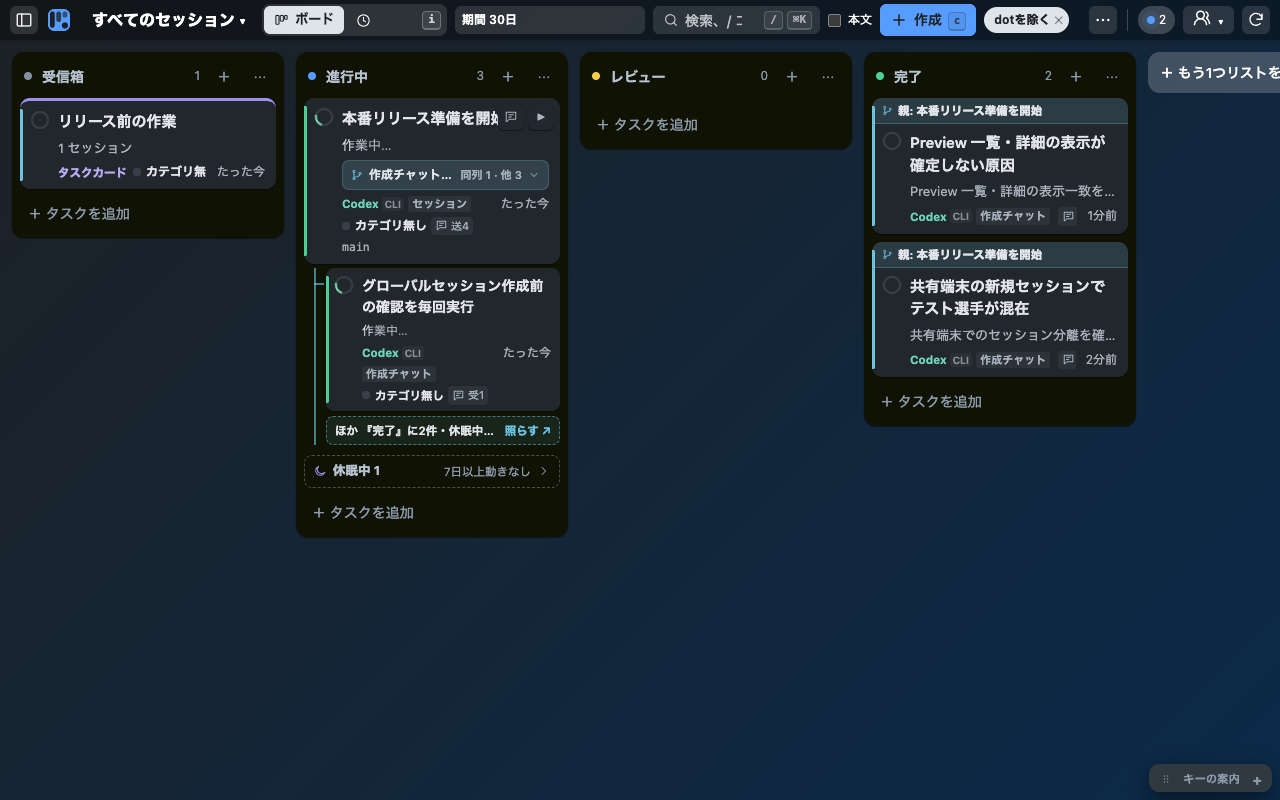 すべてのセッション
ボード
i
期間 30日
検索、/ ニ
/
⌘K
本文
+ 作成 c
dotを除く ×
2
受信箱 1
リリース前の作業
1 セッション
タスクカード カテゴリ無 たった今
+ タスクを追加
進行中 3
本番リリース準備を開始
作業中...
作成チャット... 同列 1・他 3
Codex CLI セッション たった今
カテゴリ無し 送4
main
グローバルセッション作成前
の確認を毎回実行
作業中...
Codex CLI たった今
作成チャット
カテゴリ無し 受1
ほか 『完了』に2件・休眠中... 照らす
休眠中 1 7日以上動きなし
+ タスクを追加
レビュー 0
+ タスクを追加
完了 2
親: 本番リリース準備を開始
Preview 一覧・詳細の表示が
確定しない原因
Preview 一覧・詳細の表示一致を...
Codex CLI 作成チャット 1分前
親: 本番リリース準備を開始
共有端末の新規セッションで
テスト選手が混在
共有端末でのセッション分離を確...
Codex CLI 作成チャット 2分前
+ タスクを追加
+ もう1つリストを
キーの案内 +